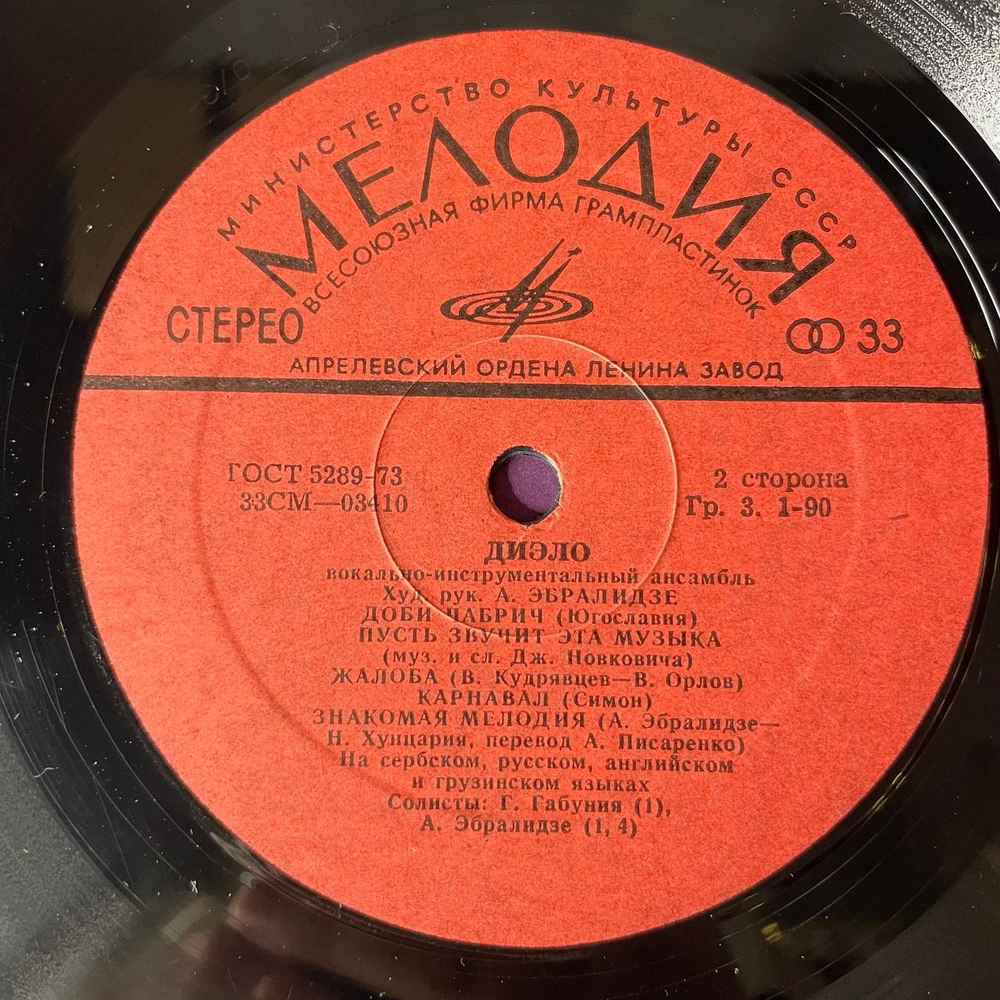 МИНИСТЕРСТВО КУЛЬТУРЫ СССР
МЕЛОДИЯ
ВСЕСОЮЗНАЯ ФИРМА ГРАМПЛАСТИНОК
СТЕРЕО
33
АПРЕЛЕВСКИЙ ОРДЕНА ЛЕНИНА ЗАВОД
ГОСТ 5289-73
2 сторона
33СМ—03410
Гр. 3. 1-90
ДИЭЛО
вокально-инструментальный ансамбль
Худ. рук. А. ЭБРАЛИДЗЕ
ДОБИ ЧАБРИЧ (Югославия)
ПУСТЬ ЗВУЧИТ ЭТА МУЗЫКА
(муз. и сл. Дж. Новковича)
ЖАЛОБА (В. Кудрявцев—В. Орлов)
КАРНАВАЛ (Симон)
ЗНАКОМАЯ МЕЛОДИЯ (А. Эбралидзе—
Н. Хунцария, перевод А. Писаренко)
На сербском, русском, английском
и грузинском языках
Солисты: Г. Габуния (1),
А. Эбралидзе (1, 4)